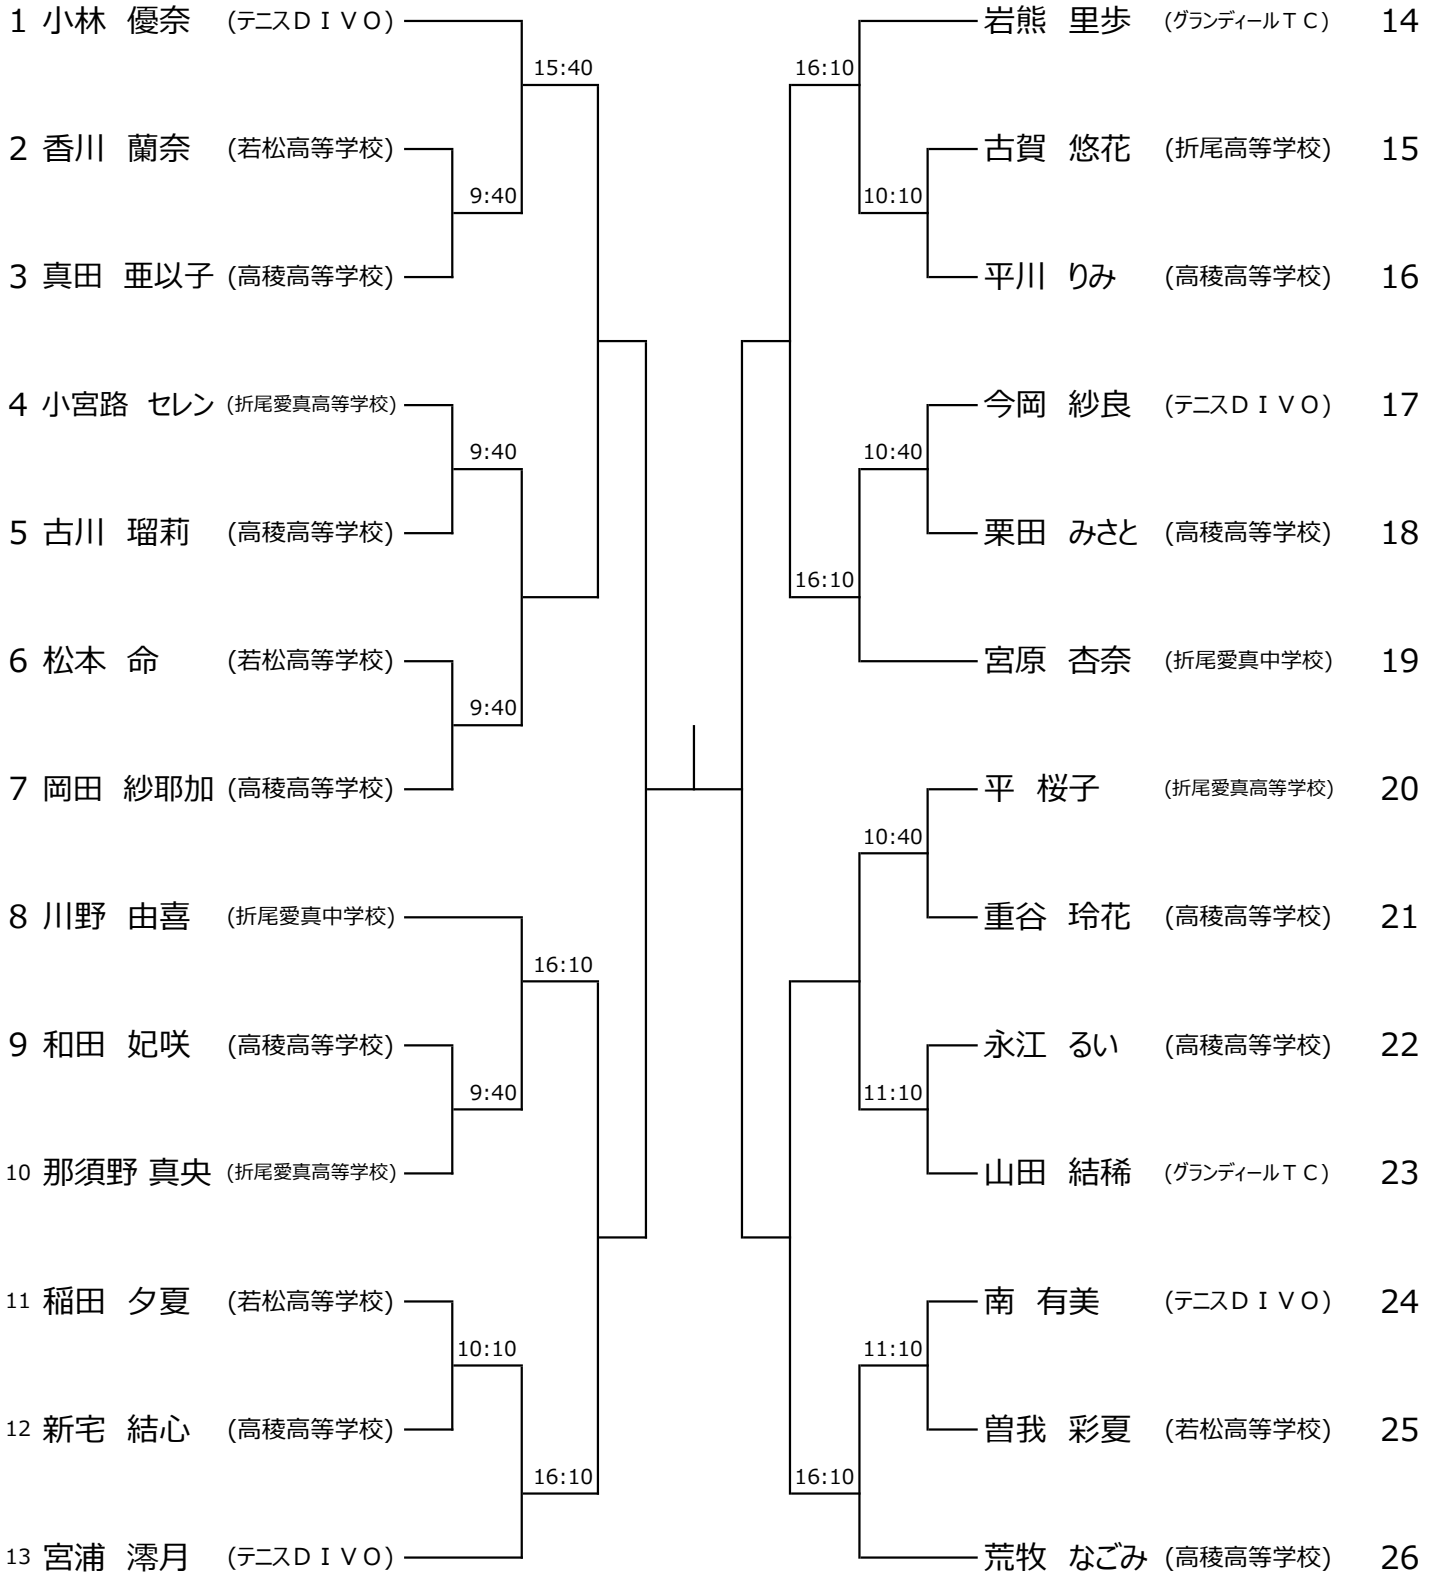 1 小林 優奈 (テニスＤＩＶＯ)
15:40
2 香川 蘭奈 (若松高等学校)
9:40
3 真田 亜以子 (高稜高等学校)
4 小宮路 セレン (折尾愛真高等学校)
9:40
5 古川 瑠莉 (高稜高等学校)
6 松本 命 (若松高等学校)
9:40
7 岡田 紗耶加 (高稜高等学校)
8 川野 由喜 (折尾愛真中学校)
16:10
9 和田 妃咲 (高稜高等学校)
9:40
10 那須野 真央 (折尾愛真高等学校)
11 稲田 夕夏 (若松高等学校)
10:10
12 新宅 結心 (高稜高等学校)
16:10
13 宮浦 澪月 (テニスＤＩＶＯ)
岩熊 里歩 (グランディールＴＣ) 14
16:10
古賀 悠花 (折尾高等学校) 15
10:10
平川 りみ (高稜高等学校) 16
今岡 紗良 (テニスＤＩＶＯ) 17
10:40
栗田 みさと (高稜高等学校) 18
16:10
宮原 杏奈 (折尾愛真中学校) 19
平 桜子 (折尾愛真高等学校) 20
10:40
重谷 玲花 (高稜高等学校) 21
永江 るい (高稜高等学校) 22
11:10
山田 結稀 (グランディールＴＣ) 23
南 有美 (テニスＤＩＶＯ) 24
11:10
曽我 彩夏 (若松高等学校) 25
16:10
荒牧 なごみ (高稜高等学校) 26